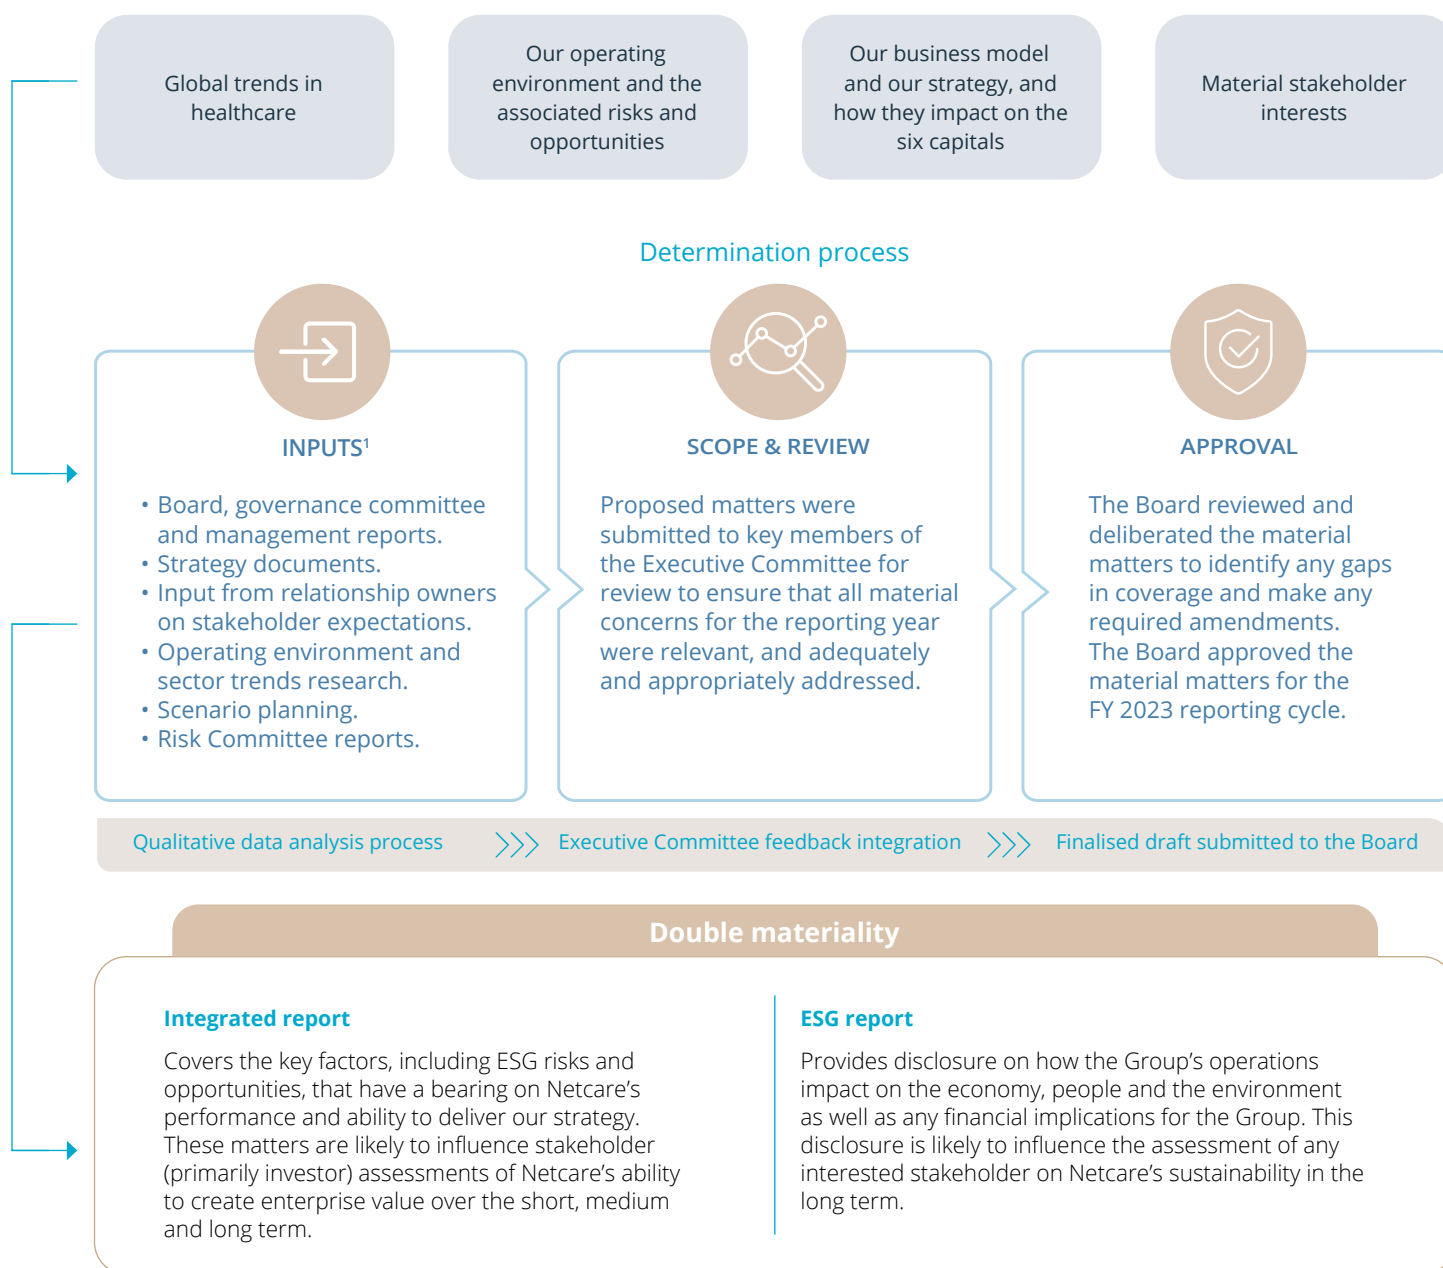 Global trends in
healthcare
Our operating
environment and the
associated risks and
opportunities
Our business model
and our strategy, and
how they impact on the
six capitals
Material stakeholder
interests
Determination process
INPUTS¹
• Board, governance committee
and management reports.
• Strategy documents.
• Input from relationship owners
on stakeholder expectations.
• Operating environment and
sector trends research.
• Scenario planning.
• Risk Committee reports.
SCOPE & REVIEW
Proposed matters were
submitted to key members of
the Executive Committee for
review to ensure that all material
concerns for the reporting year
were relevant, and adequately
and appropriately addressed.
APPROVAL
The Board reviewed and
deliberated the material
matters to identify any gaps
in coverage and make any
required amendments.
The Board approved the
material matters for the
FY 2023 reporting cycle.
Qualitative data analysis process
Executive Committee feedback integration
Finalised draft submitted to the Board
Double materiality
Integrated report
Covers the key factors, including ESG risks and
opportunities, that have a bearing on Netcare’s
performance and ability to deliver our strategy.
These matters are likely to influence stakeholder
(primarily investor) assessments of Netcare’s ability
to create enterprise value over the short, medium
and long term.
ESG report
Provides disclosure on how the Group’s operations
impact on the economy, people and the environment
as well as any financial implications for the Group. This
disclosure is likely to influence the assessment of any
interested stakeholder on Netcare’s sustainability in the
long term.